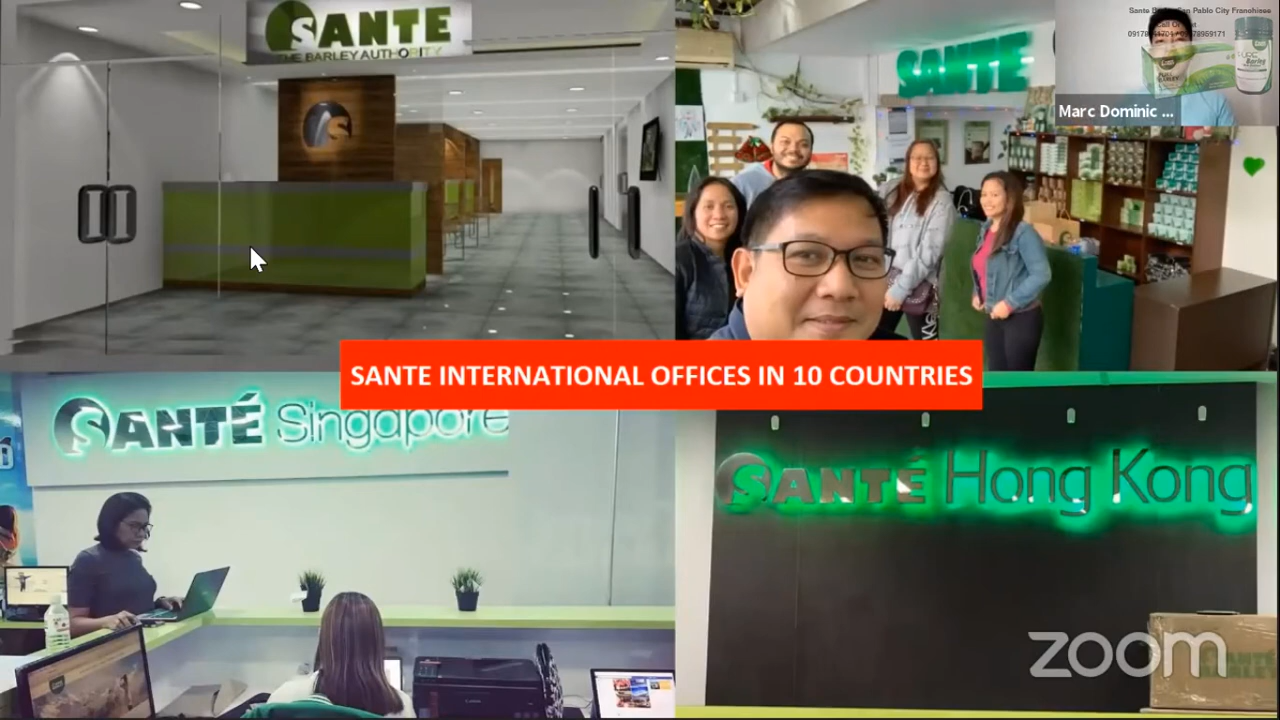 SANTE
THE BARLEY AUTHORITY
S
SANTE
Marc Dominic ...
SANTE INTERNATIONAL OFFICES IN 10 COUNTRIES
SANTÉ Singapore
SANTÉ Hong Kong
Canon
zoom